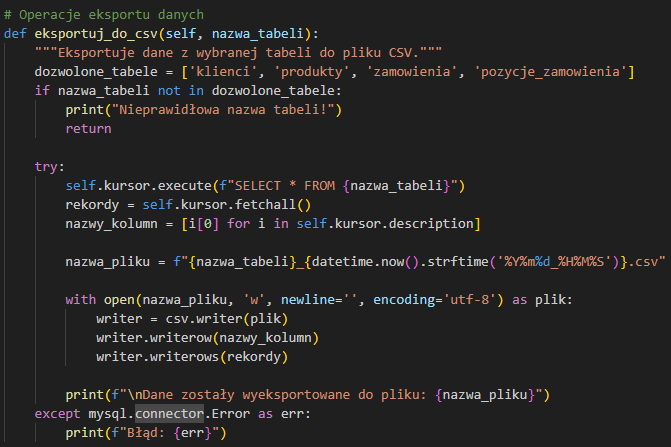 # Operacje eksportu danych
def eksportuj_do_csv(self, nazwa_tabeli):
    """Eksportuje dane z wybranej tabeli do pliku CSV."""
    dozwolone_tabele = ['klienci', 'produkty', 'zamowienia', 'pozycje_zamowienia']
    if nazwa_tabeli not in dozwolone_tabele:
        print("Nieprawidłowa nazwa tabeli!")
        return

    try:
        self.kursor.execute(f"SELECT * FROM {nazwa_tabeli}")
        rekordy = self.kursor.fetchall()
        nazwy_kolumn = [i[0] for i in self.kursor.description]

        nazwa_pliku = f"{nazwa_tabeli}_{datetime.now().strftime('%Y%m%d_%H%M%S')}.csv"

        with open(nazwa_pliku, 'w', newline='', encoding='utf-8') as plik:
            writer = csv.writer(plik)
            writer.writerow(nazwy_kolumn)
            writer.writerows(rekordy)

        print(f"\nDane zostały wyeksportowane do pliku: {nazwa_pliku}")
    except mysql.connector.Error as err:
        print(f"Błąd: {err}")